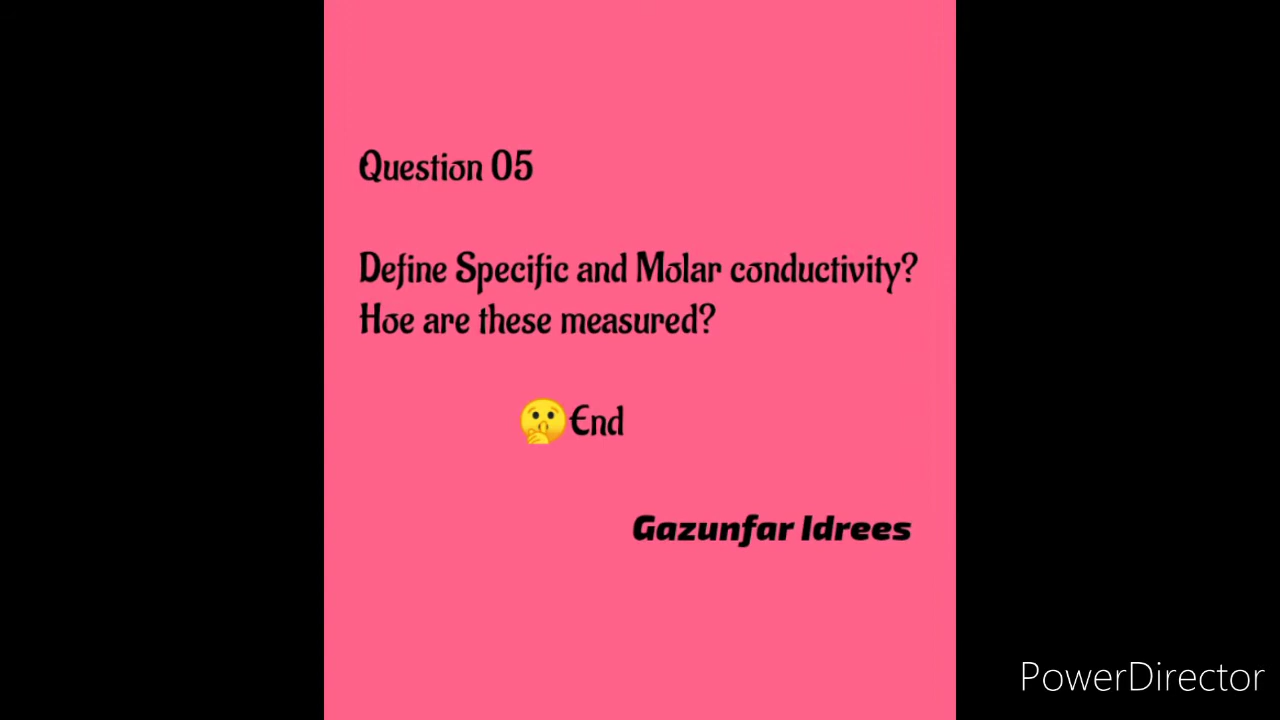 Question 05
Define Specific and Molar conductivity?
Hoe are these measured?
🤫End
Gazunfar Idrees
PowerDirector